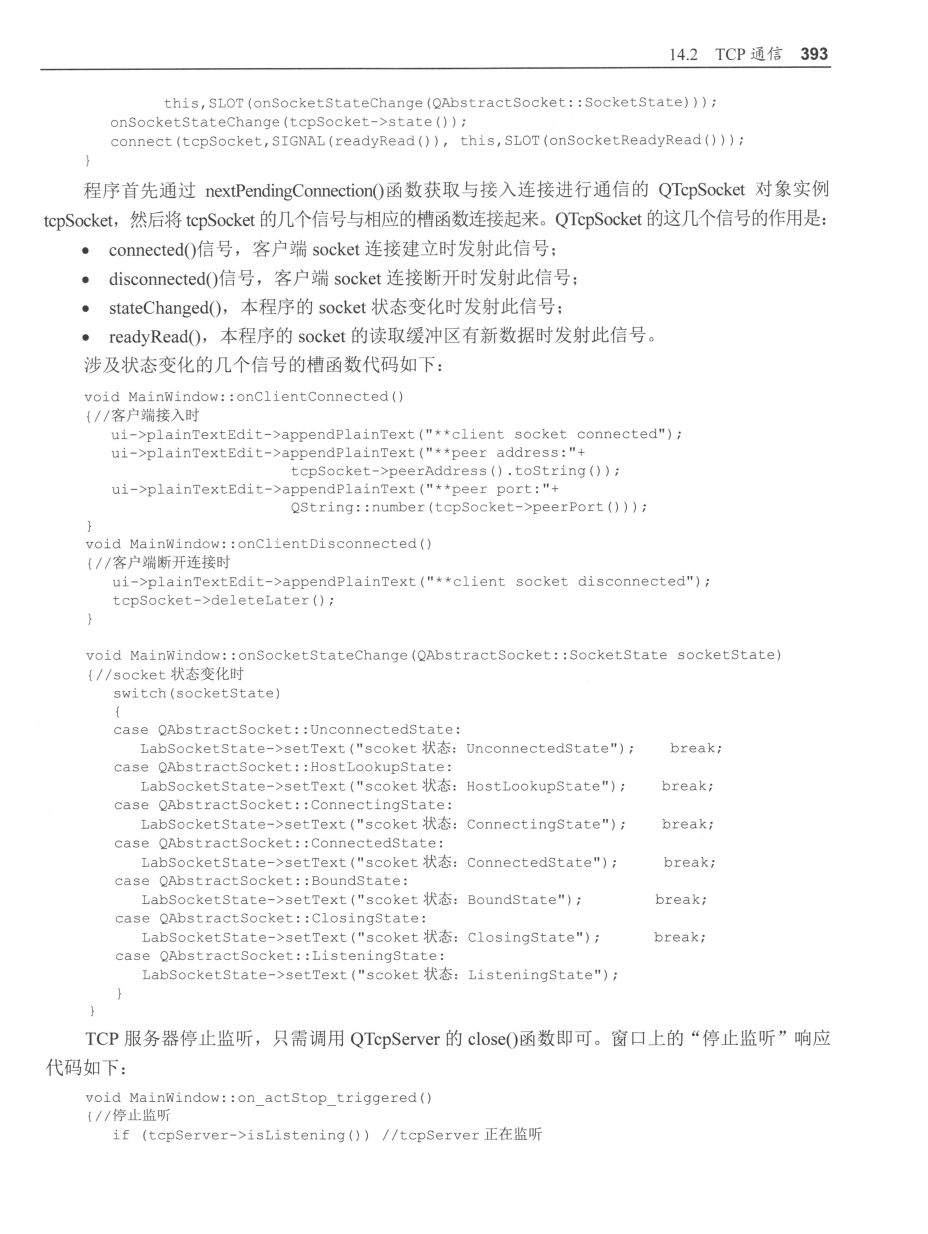 14.2 TCP 通信 393
this,SLOT(onSocketStateChange(QAbstractSocket::SocketState)));
onSocketStateChange(tcpSocket->state());
connect(tcpSocket,SIGNAL(readyRead()), this,SLOT(onSocketReadyRead()));
}
程序首先通过 nextPendingConnection()函数获取与接入连接进行通信的 QTcpSocket 对象实例
tcpSocket，然后将 tcpSocket 的几个信号与相应的槽函数连接起来。QTcpSocket 的这几个信号的作用是：
• connected()信号，客户端 socket 连接建立时发射此信号；
• disconnected()信号，客户端 socket 连接断开时发射此信号；
• stateChanged()，本程序的 socket 状态变化时发射此信号；
• readyRead()，本程序的 socket 的读取缓冲区有新数据时发射此信号。
涉及状态变化的几个信号的槽函数代码如下：
void MainWindow::onClientConnected()
{//客户端接入时
ui->plainTextEdit->appendPlainText("**client socket connected");
ui->plainTextEdit->appendPlainText("**peer address:"+
tcpSocket->peerAddress().toString());
ui->plainTextEdit->appendPlainText("**peer port:"+
QString::number(tcpSocket->peerPort()));
}
void MainWindow::onClientDisconnected()
{//客户端断开连接时
ui->plainTextEdit->appendPlainText("**client socket disconnected");
tcpSocket->deleteLater();
}
void MainWindow::onSocketStateChange(QAbstractSocket::SocketState socketState)
{//socket 状态变化时
switch(socketState)
{
case QAbstractSocket::UnconnectedState:
LabSocketState->setText("scoket 状态：UnconnectedState"); break;
case QAbstractSocket::HostLookupState:
LabSocketState->setText("scoket 状态：HostLookupState"); break;
case QAbstractSocket::ConnectingState:
LabSocketState->setText("scoket 状态：ConnectingState"); break;
case QAbstractSocket::ConnectedState:
LabSocketState->setText("scoket 状态：ConnectedState"); break;
case QAbstractSocket::BoundState:
LabSocketState->setText("scoket 状态：BoundState"); break;
case QAbstractSocket::ClosingState:
LabSocketState->setText("scoket 状态：ClosingState"); break;
case QAbstractSocket::ListeningState:
LabSocketState->setText("scoket 状态：ListeningState");
}
}
TCP 服务器停止监听，只需调用 QTcpServer 的 close()函数即可。窗口上的“停止监听”响应
代码如下：
void MainWindow::on_actStop_triggered()
{//停止监听
if (tcpServer->isListening()) //tcpServer 正在监听